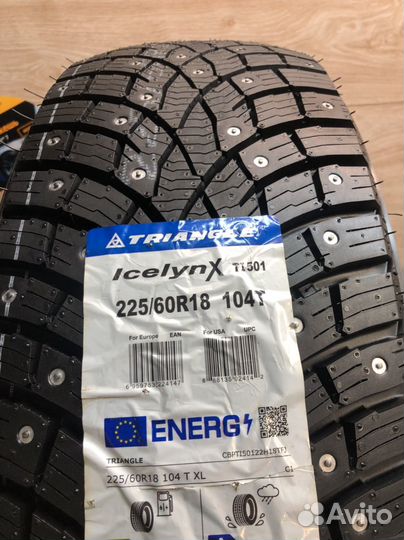 TRIANGLE
IcelynX TI501
225/60R18 104T
For Europe EAN For USA UPC
ENERG
TRIANGLE
225/60R18 104 T XL C1
Avito